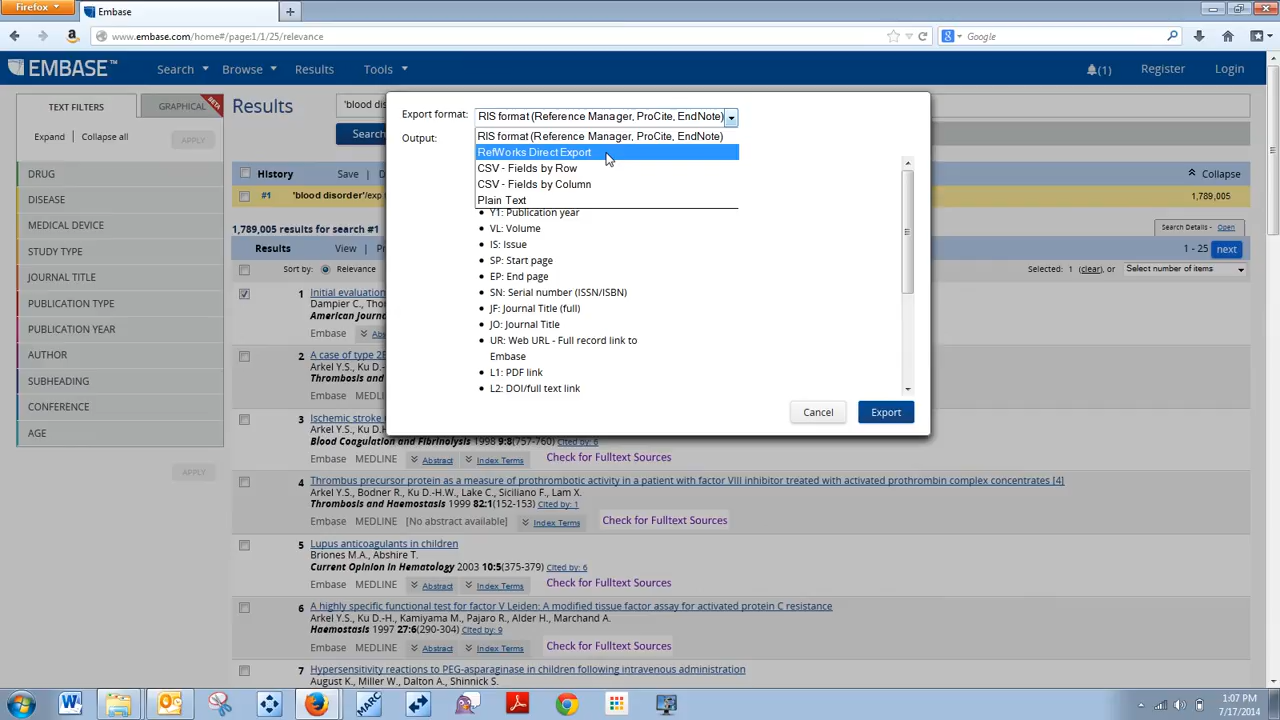 Firefox
Embase
www.embase.com/home#/page:1/1/25/relevance
Google
EMBASE™
Search
Browse
Results
Tools
(1)
Register
Login
TEXT FILTERS
GRAPHICAL
BETA
Results
'blood dis
Expand
Collapse all
APPLY
Search
DRUG
DISEASE
MEDICAL DEVICE
STUDY TYPE
JOURNAL TITLE
PUBLICATION TYPE
PUBLICATION YEAR
AUTHOR
SUBHEADING
CONFERENCE
AGE
APPLY
History
Save
D
Collapse
#1
'blood disorder'/exp
1,789,005
1,789,005 results for search #1
Search Details - Open
Results
View
Pr
1 - 25
next
Sort by:
Relevance
Selected: 1 (clear), or
Select number of items
Export format:
RIS format (Reference Manager, ProCite, EndNote)
Output:
RIS format (Reference Manager, ProCite, EndNote)
RefWorks Direct Export
CSV - Fields by Row
CSV - Fields by Column
Plain Text
Y1: Publication year
VL: Volume
IS: Issue
SP: Start page
EP: End page
SN: Serial number (ISSN/ISBN)
JF: Journal Title (full)
JO: Journal Title
UR: Web URL - Full record link to
Embase
L1: PDF link
L2: DOI/full text link
Cancel
Export
1 Initial evaluation
Dampier C., Tho
American Journa
Embase Abs
2 A case of type 2B
Arkel Y.S., Ku D.-
Thrombosis and
Embase MEDLINE
3 Ischemic stroke
Arkel Y.S., Ku D.
Blood Coagulation and Fibrinolysis 1998 9:8(757-760) Cited by: 6
Embase MEDLINE Abstract Index Terms Check for Fulltext Sources
4 Thrombus precursor protein as a measure of prothrombotic activity in a patient with factor VIII inhibitor treated with activated prothrombin complex concentrates [4]
Arkel Y.S., Bodner R., Ku D.-H.W., Lake C., Siciliano F., Lam X.
Thrombosis and Haemostasis 1999 82:1(152-153) Cited by: 1
Embase MEDLINE [No abstract available] Index Terms Check for Fulltext Sources
5 Lupus anticoagulants in children
Briones M.A., Abshire T.
Current Opinion in Hematology 2003 10:5(375-379) Cited by: 6
Embase MEDLINE Abstract Index Terms Check for Fulltext Sources
6 A highly specific functional test for factor V Leiden: A modified tissue factor assay for activated protein C resistance
Arkel Y.S., Ku D.-H., Kamiyama M., Pajaro R., Alder H., Marchand A.
Haemostasis 1997 27:6(290-304) Cited by: 9
Embase MEDLINE Abstract Index Terms Check for Fulltext Sources
7 Hypersensitivity reactions to PEG-asparaginase in children following intravenous administration
August K., Miller W., Dalton A., Shinnick S.
MARC
1:07 PM
7/17/2014